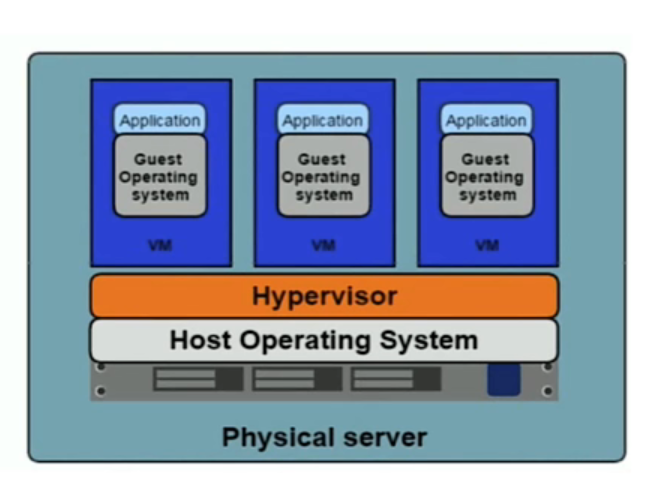 Application
Guest
Operating
system
VM
Application
Guest
Operating
system
VM
Application
Guest
Operating
system
VM
Hypervisor
Host Operating System
Physical server